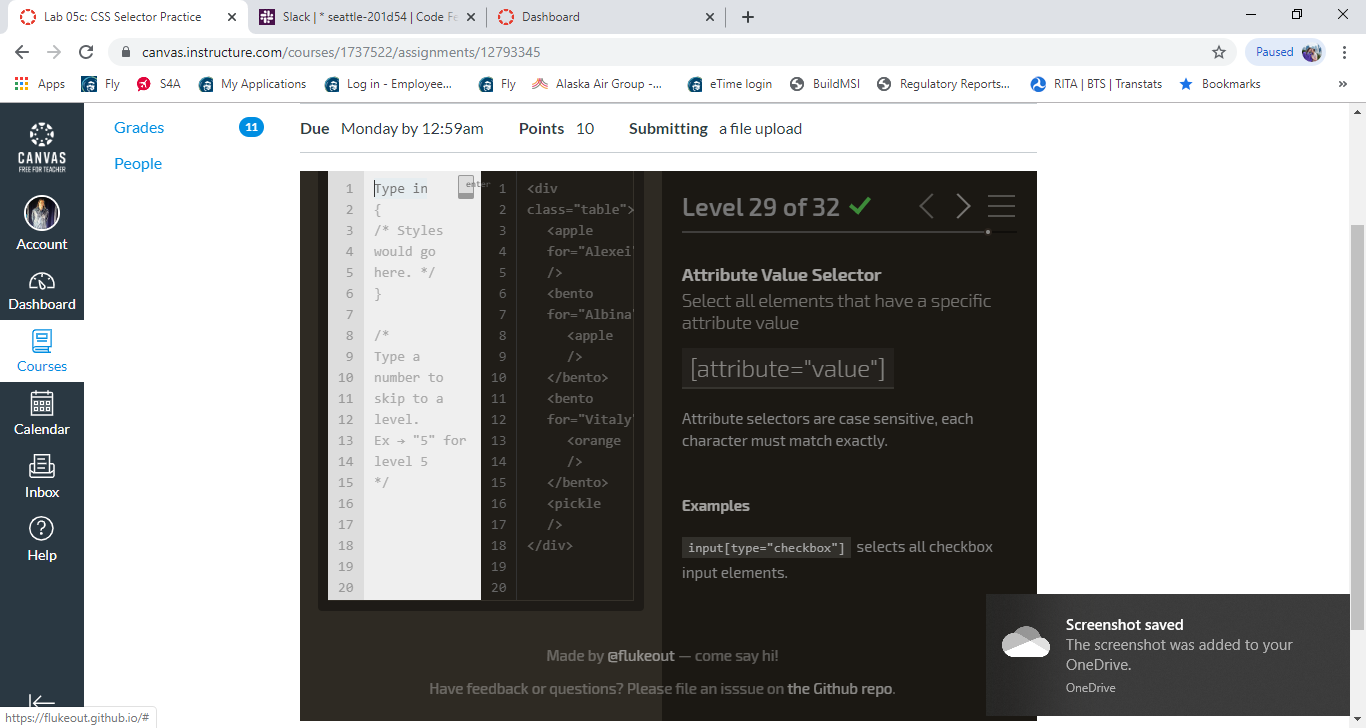 Lab 05c: CSS Selector Practice
Slack | * seattle-201d54 | Code Fe
Dashboard
canvas.instructure.com/courses/1737522/assignments/12793345
Paused
Apps Fly S4A My Applications Log in - Employee... Fly Alaska Air Group -... eTime login BuildMSI Regulatory Reports... RITA | BTS | Transtats Bookmarks »
CANVAS
FREE FOR TEACHER
Account
Dashboard
Courses
Calendar
Inbox
Help
Grades 11
People
Due Monday by 12:59am Points 10 Submitting a file upload
1 Type in
2 {
3 /* Styles
4 would go
5 here. */
6 }
7
8 /*
9 Type a
10 number to
11 skip to a
12 level.
13 Ex → "5" for
14 level 5
15 */
16
17
18
19
20
enter
1 <div
2 class="table">
3 <apple
4 for="Alexei"
5 />
6 <bento
7 for="Albina"
8 <apple
9 />
10 </bento>
11 <bento
12 for="Vitaly"
13 <orange
14 />
15 </bento>
16 <pickle
17 />
18 </div>
19
20
Level 29 of 32
Attribute Value Selector
Select all elements that have a specific
attribute value
[attribute="value"]
Attribute selectors are case sensitive, each
character must match exactly.
Examples
input[type="checkbox"] selects all checkbox
input elements.
Made by @flukeout — come say hi!
Have feedback or questions? Please file an isssue on the Github repo.
Screenshot saved
The screenshot was added to your
OneDrive.
OneDrive
https://flukeout.github.io/#